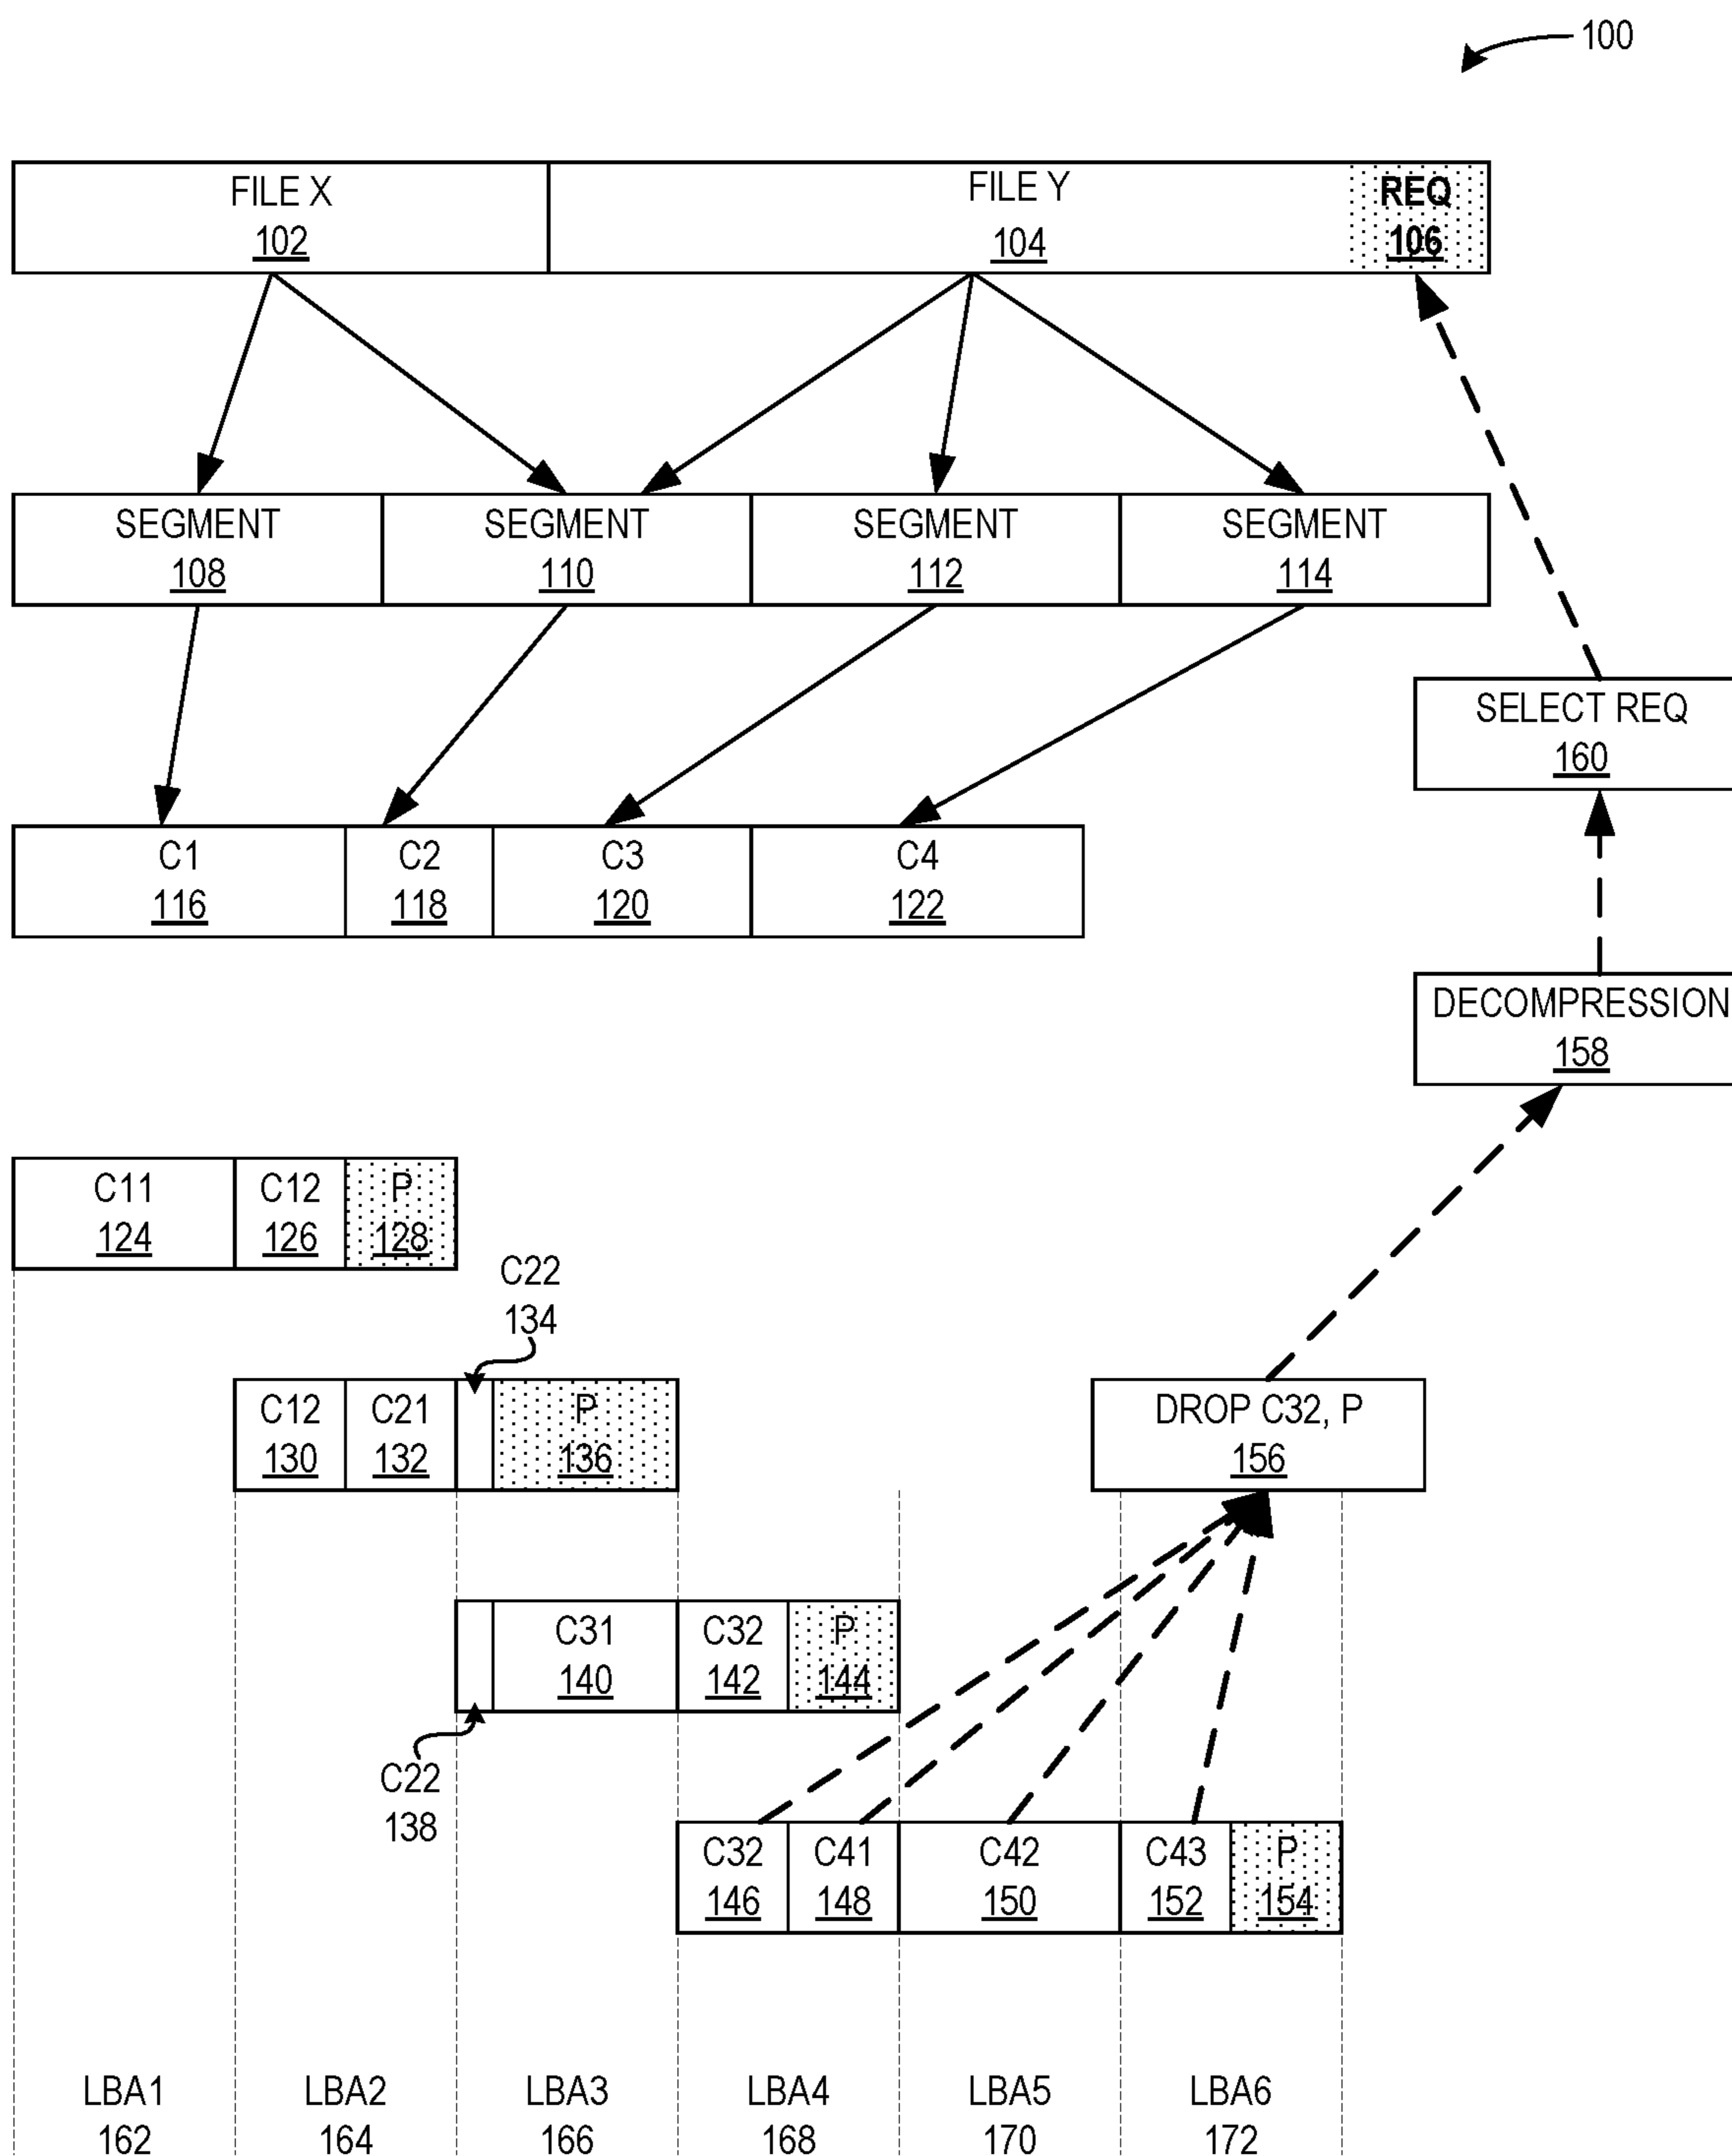 100
FILE X
102
FILE Y
104
REQ
106
SEGMENT
108
SEGMENT
110
SEGMENT
112
SEGMENT
114
SELECT REQ
160
C1
116
C2
118
C3
120
C4
122
DECOMPRESSION
158
C11
124
C12
126
P
128
C22
134
C12
130
C21
132
P
136
DROP C32, P
156
C31
140
C32
142
P
144
C22
138
C32
146
C41
148
C42
150
C43
152
P
154
LBA1
162
LBA2
164
LBA3
166
LBA4
168
LBA5
170
LBA6
172